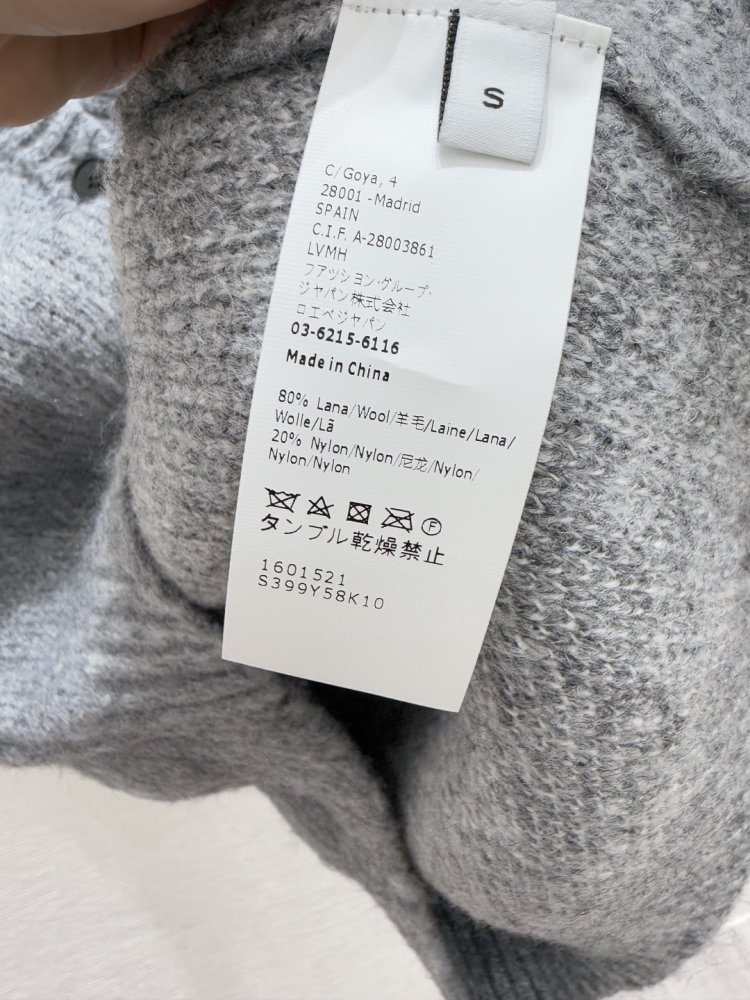 S
C/Goya, 4
28001 - Madrid
SPAIN
C.I.F. A-28003861
LVMH
ファッション・グループ・
ジャパン株式会社
ロエベジャパン
03-6215-6116
Made in China
80% Lana/Wool/羊毛/Laine/Lana/
Wolle/Lã
20% Nylon/Nylon/尼龙/Nylon/
Nylon/Nylon
F
タンブル乾燥禁止
1601521
S399Y58K10